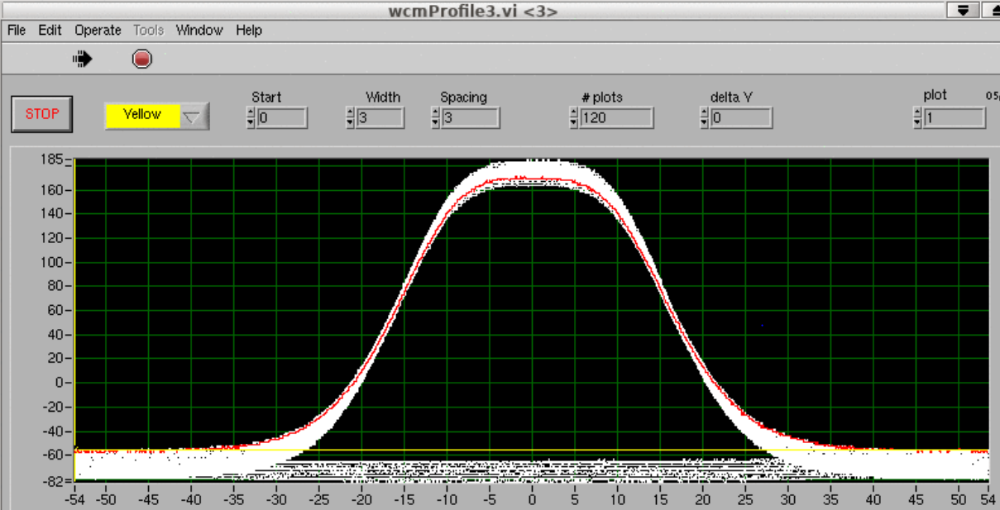 wcmProfile3.vi <3>
File Edit Operate Tools Window Help
Start Width Spacing # plots delta Y plot os/
STOP Yellow 0 3 3 120 0 1
185
160
140
120
100
80
60
40
20
0
-20
-40
-60
-82
-54 -50 -45 -40 -35 -30 -25 -20 -15 -10 -5 0 5 10 15 20 25 30 35 40 45 50 54